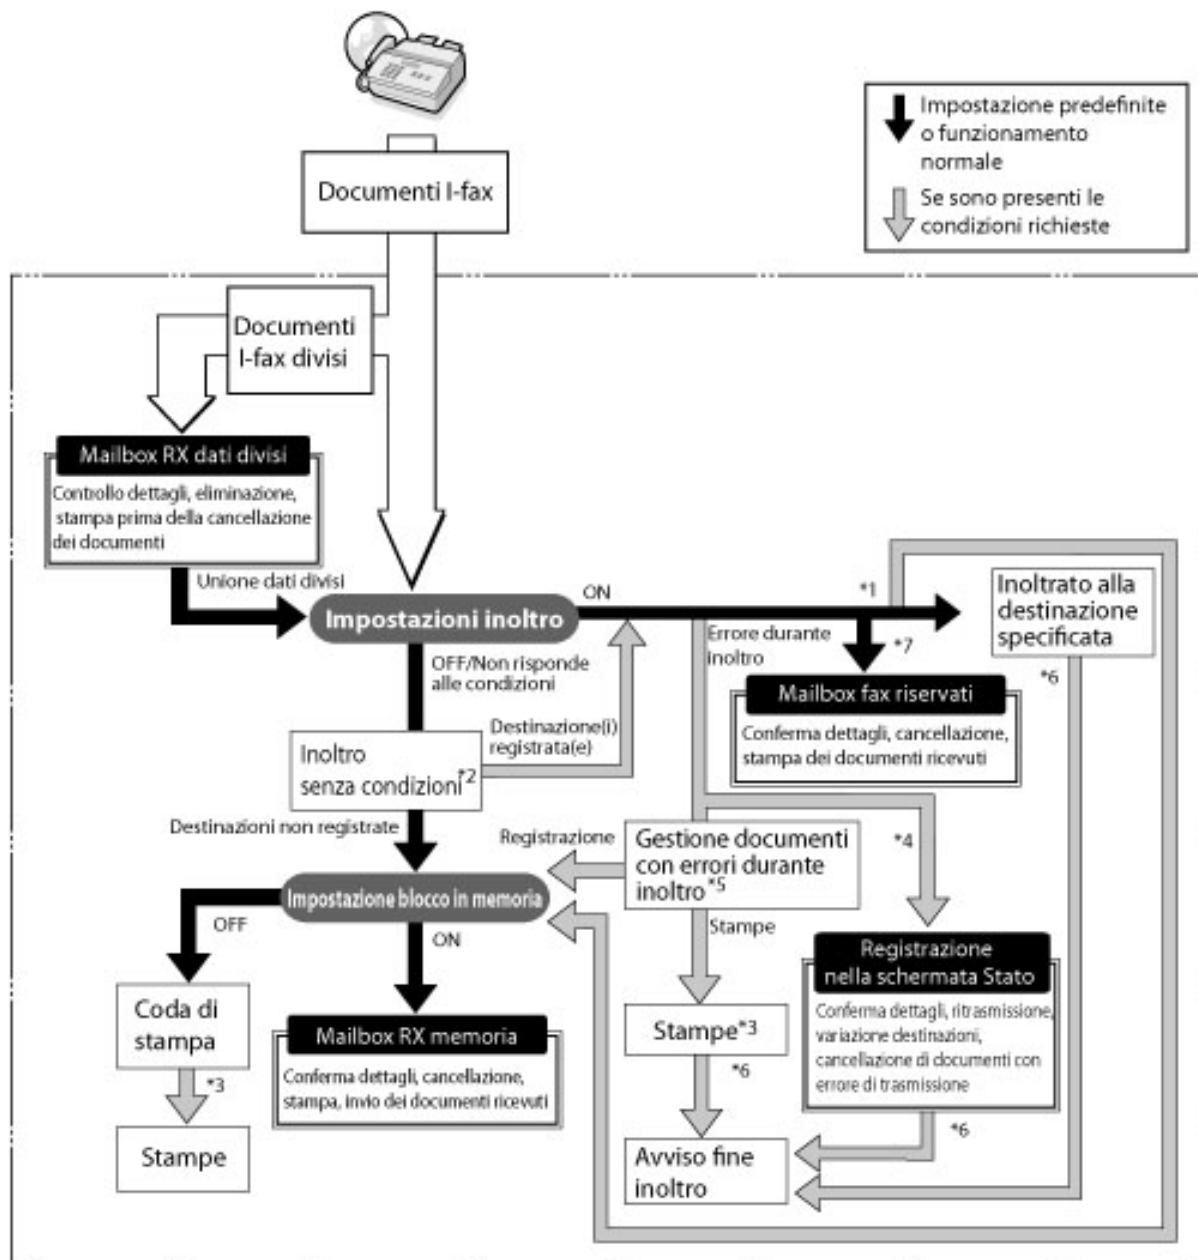 Impostazione predefinite
o funzionamento
normale
Se sono presenti le
condizioni richieste
Documenti I-fax
Documenti
I-fax divisi
Mailbox RX dati divisi
Controllo dettagli, eliminazione,
stampa prima della cancellazione
dei documenti
Unione dati divisi
Impostazioni inoltro
ON
*1
Inoltrato alla
destinazione
specificata
Errore durante
inoltro
*7
*6
OFF/Non risponde
alle condizioni
Mailbox fax riservati
Conferma dettagli, cancellazione,
stampa dei documenti ricevuti
Destinazione(i)
registrata(e)
Inoltro
senza condizioni*2
Destinazioni non registrate
Registrazione
Gestione documenti
con errori durante
inoltro*5
*4
Impostazione blocco in memoria
OFF
ON
Stampe
Registrazione
nella schermata Stato
Conferma dettagli, ritrasmissione,
variazione destinazioni,
cancellazione di documenti con
errore di trasmissione
Coda di
stampa
Mailbox RX memoria
Conferma dettagli, cancellazione,
stampa, invio dei documenti ricevuti
Stampe*3
*3
*6
*6
Stampe
Avviso fine
inoltro